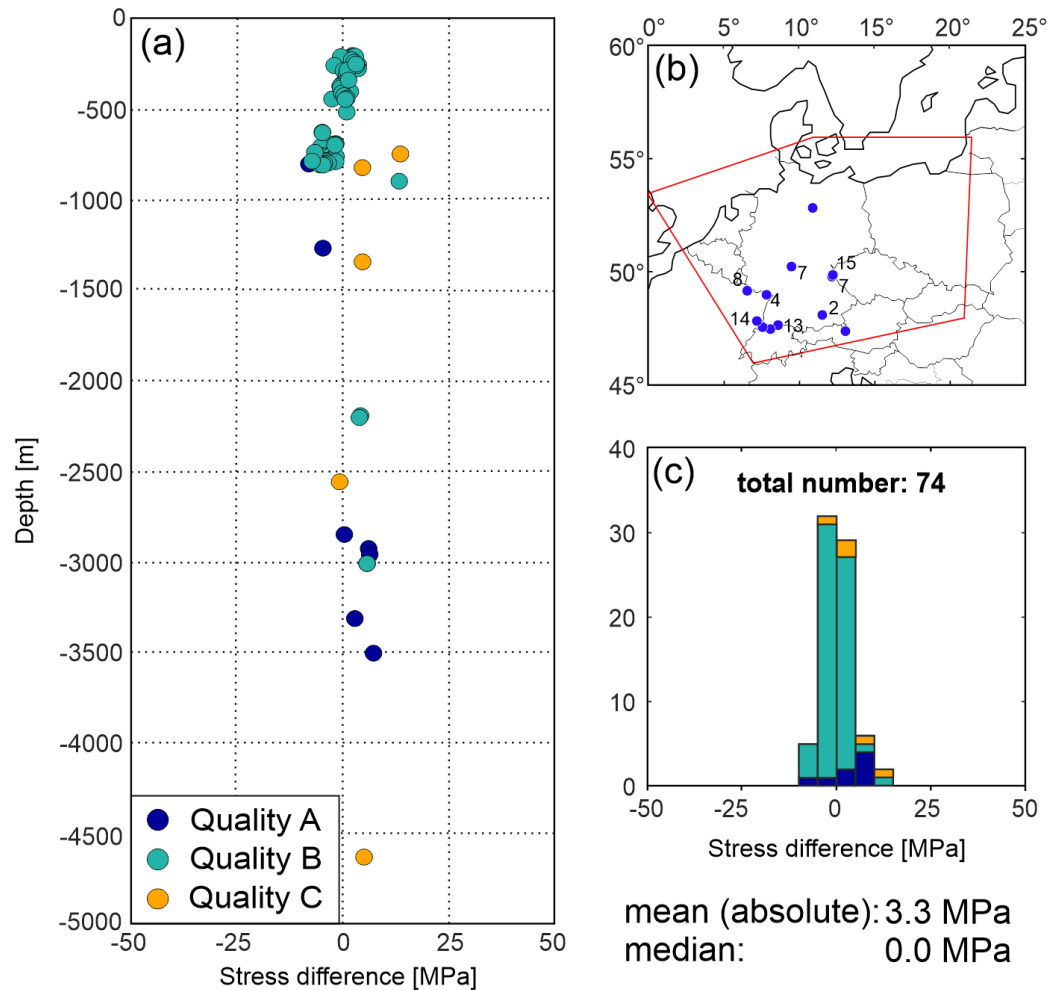 (a)
0
-500
-1000
-1500
-2000
-2500
-3000
-3500
-4000
-4500
-5000
Depth [m]
Quality A
Quality B
Quality C
-50 -25 0 25 50
Stress difference [MPa]
0° 5° 10° 15° 20° 25°
60°
55°
50°
45°
(b)
15
7
7
8
4
2
14
13
(c)
total number: 74
40
30
20
10
0
-50 -25 0 25 50
Stress difference [MPa]
mean (absolute): 3.3 MPa
median: 0.0 MPa